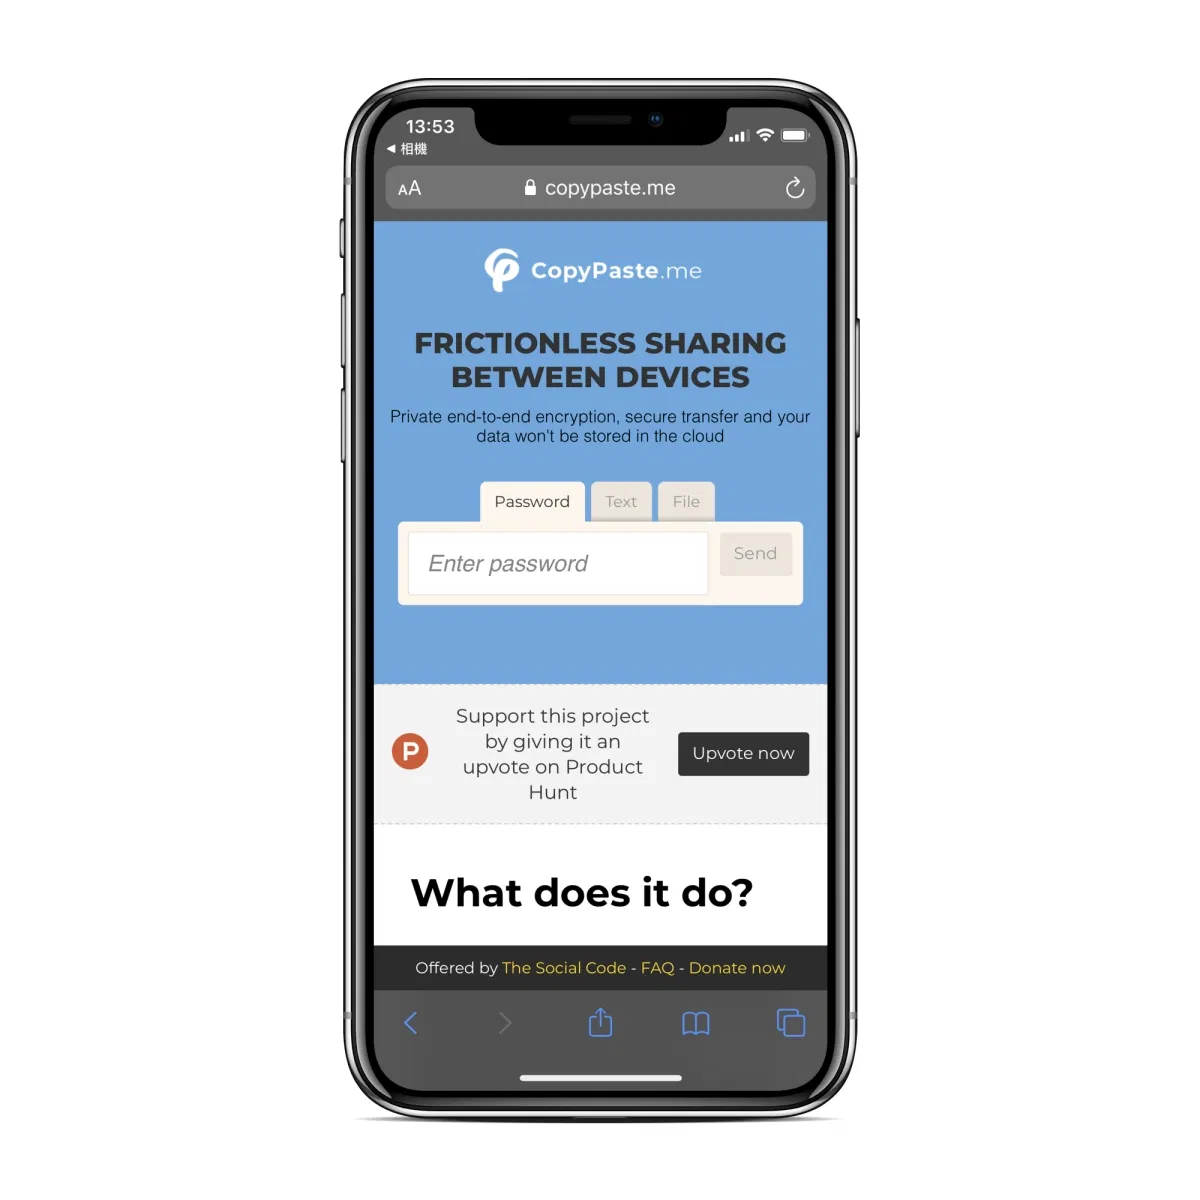 13:53
◀ 相機
AA copypaste.me
CopyPaste.me
FRICTIONLESS SHARING
BETWEEN DEVICES
Private end-to-end encryption, secure transfer and your
data won't be stored in the cloud
Password Text File
Enter password Send
Support this project
by giving it an
upvote on Product
Hunt
P
Upvote now
What does it do?
Offered by The Social Code - FAQ - Donate now